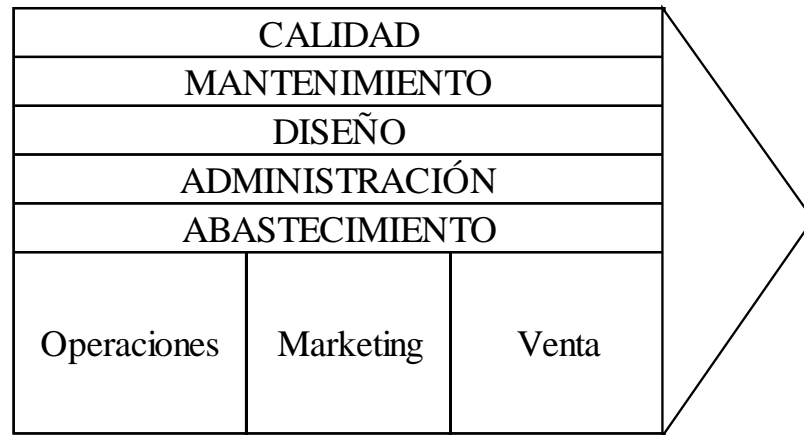 CALIDAD
MANTENIMIENTO
DISEÑO
ADMINISTRACIÓN
ABASTECIMIENTO
Operaciones
Marketing
Venta